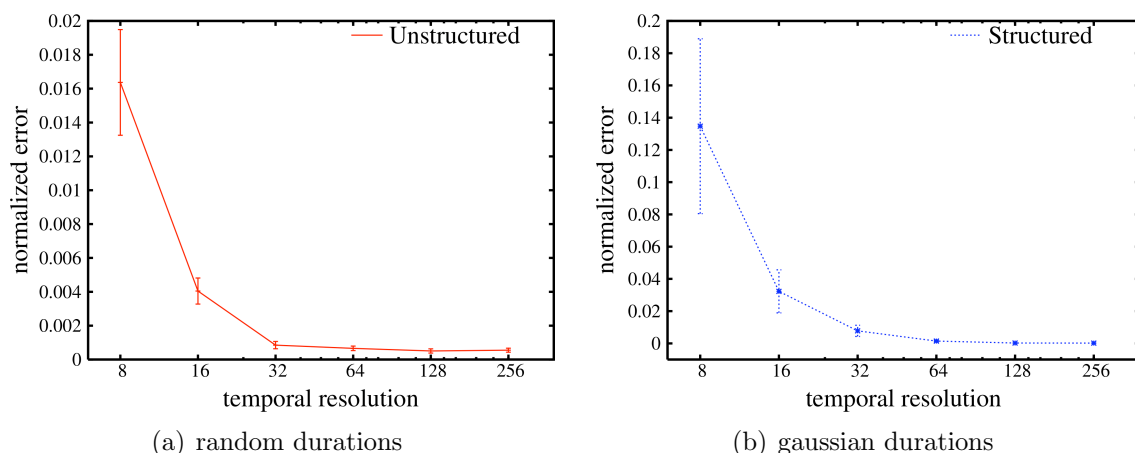 0.02
0.018
0.016
0.014
0.012
0.01
0.008
0.006
0.004
0.002
0
normalized error
Unstructured
8 16 32 64 128 256
temporal resolution
(a) random durations
0.2
0.18
0.16
0.14
0.12
0.1
0.08
0.06
0.04
0.02
0
normalized error
Structured
8 16 32 64 128 256
temporal resolution
(b) gaussian durations